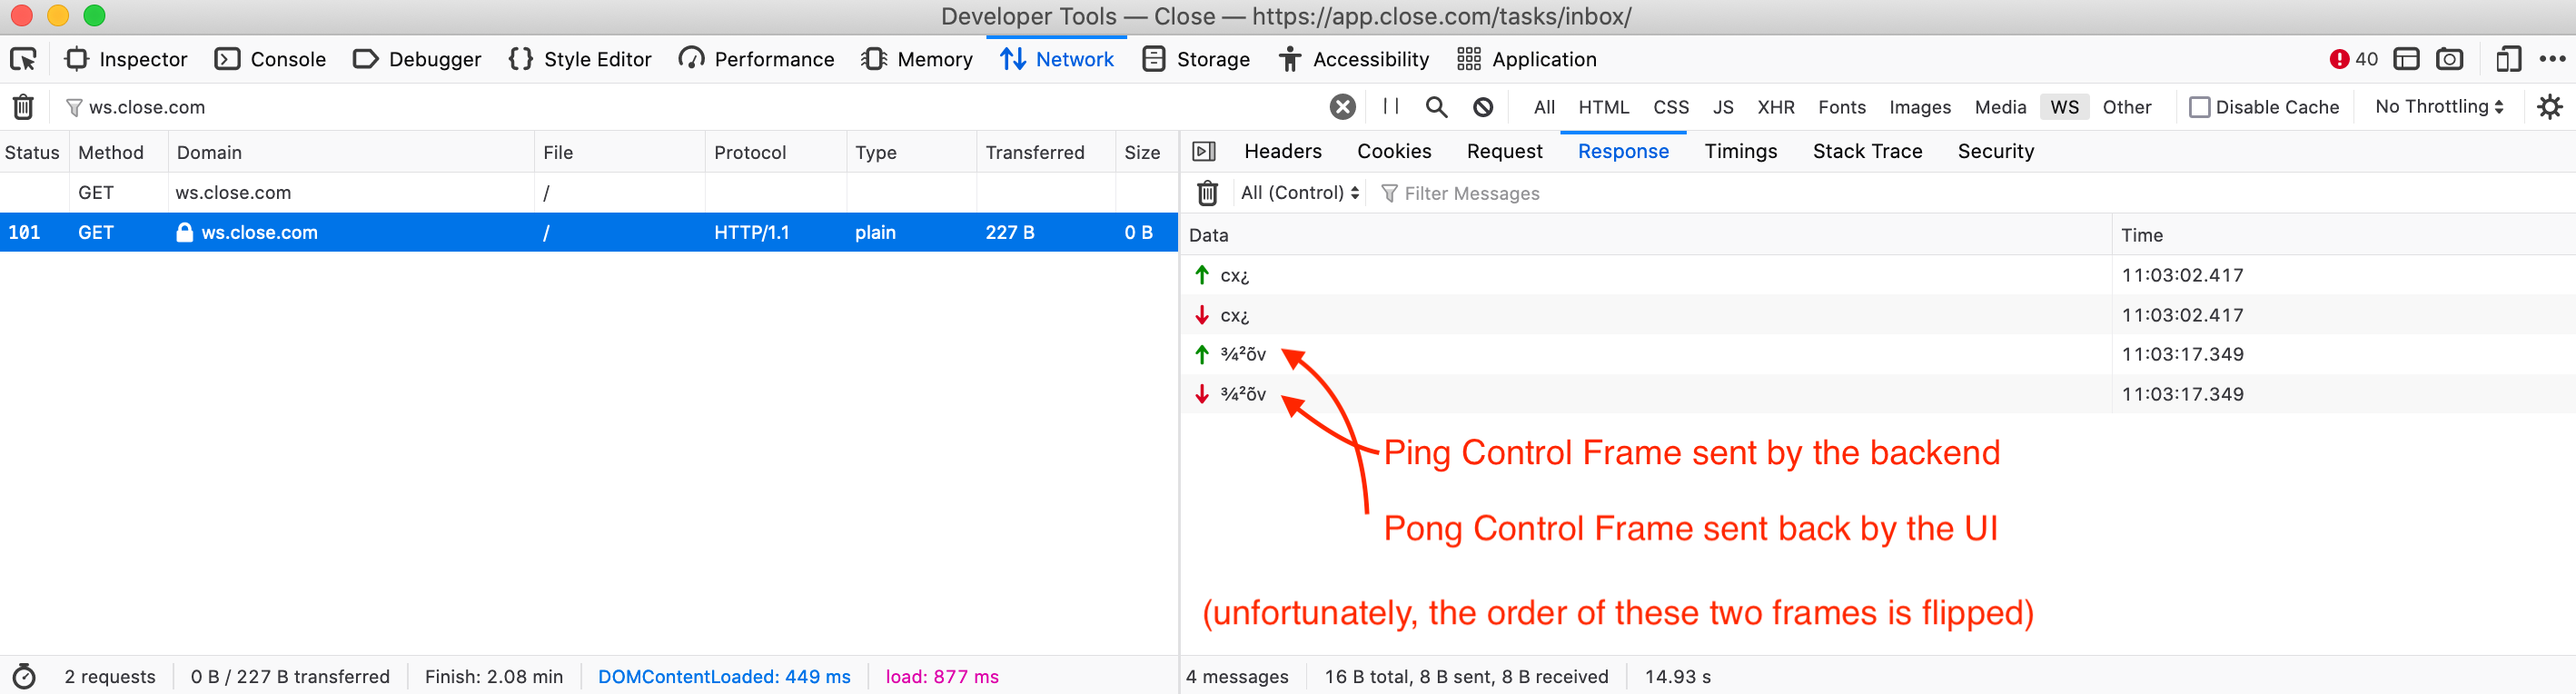 Developer Tools — Close — https://app.close.com/tasks/inbox/
Inspector Console Debugger {} Style Editor Performance Memory Network Storage Accessibility Application 40
ws.close.com All HTML CSS JS XHR Fonts Images Media WS Other Disable Cache No Throttling
Status Method Domain File Protocol Type Transferred Size
GET ws.close.com /
101 GET ws.close.com / HTTP/1.1 plain 227 B 0 B
Headers Cookies Request Response Timings Stack Trace Security
All (Control) Filter Messages
Data Time
cx¿ 11:03:02.417
cx¿ 11:03:02.417
¾²õv 11:03:17.349
¾²õv 11:03:17.349
Ping Control Frame sent by the backend
Pong Control Frame sent back by the UI
(unfortunately, the order of these two frames is flipped)
2 requests 0 B / 227 B transferred Finish: 2.08 min DOMContentLoaded: 449 ms load: 877 ms
4 messages 16 B total, 8 B sent, 8 B received 14.93 s